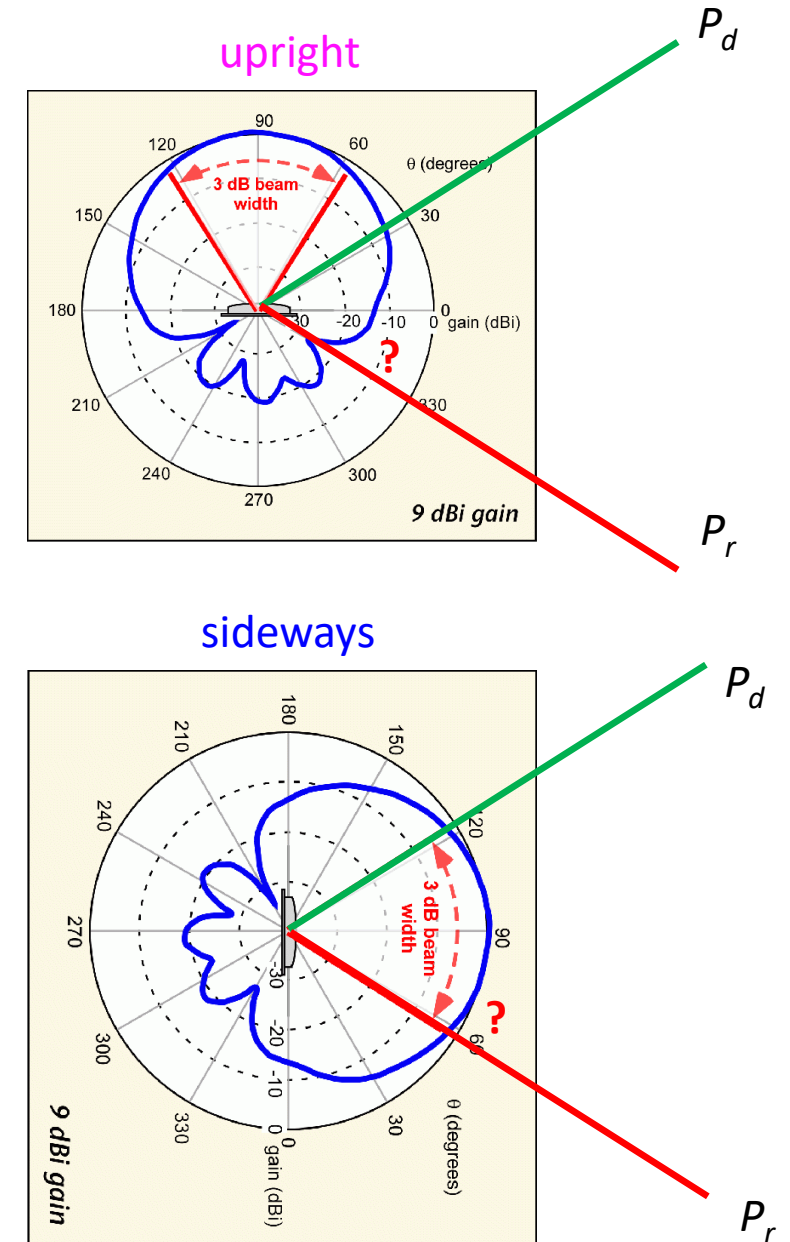 upright
P_d
90
120
60
θ (degrees)
3 dB beam
width
150
30
180
-30 -20 -10 0
0
gain (dBi)
?
210
330
240
300
270
9 dBi gain
P_r
sideways
P_d
180
210
150
240
120
3 dB beam
width
270
90
-30 -20 -10 0
?
60
300
θ (degrees)
330
30
0
gain (dBi)
9 dBi gain
P_r